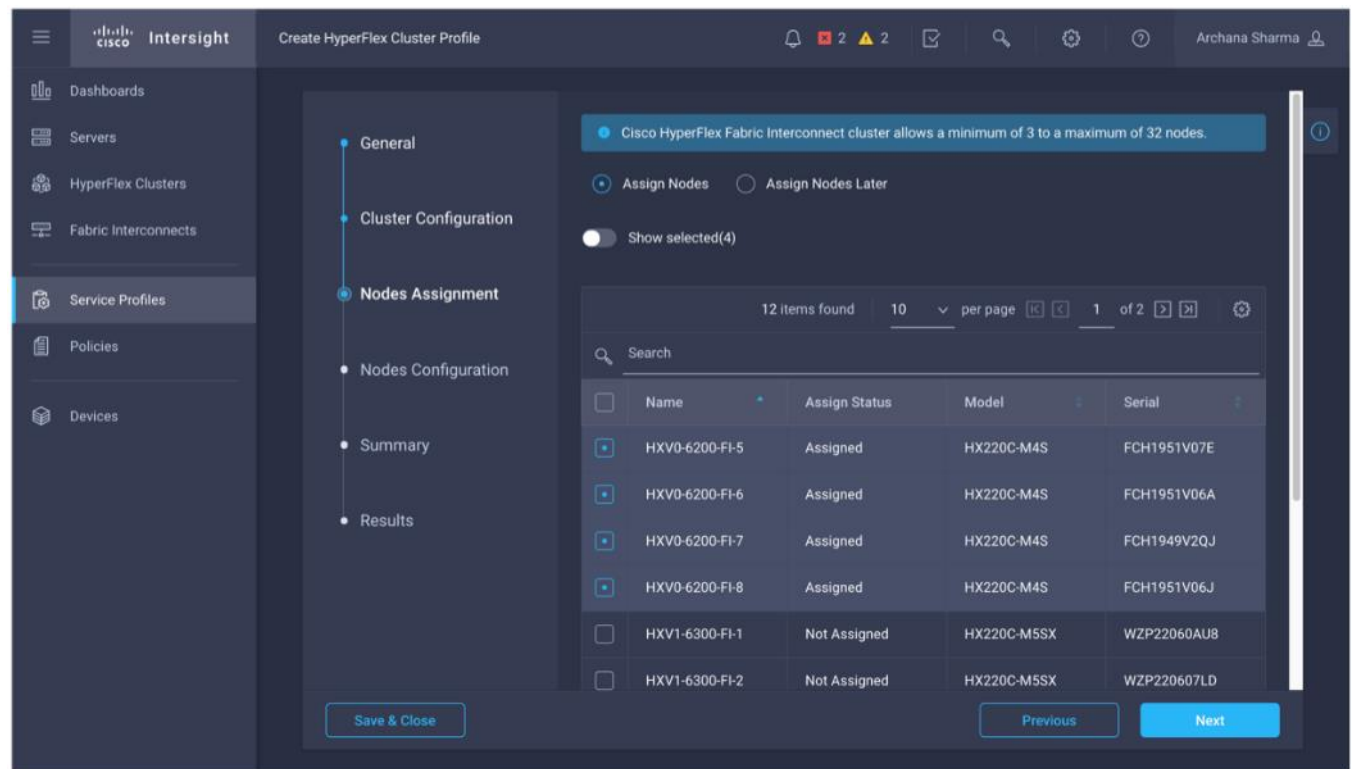 cisco Intersight
Create HyperFlex Cluster Profile
2 2
Archana Sharma
Dashboards
Servers
HyperFlex Clusters
Fabric Interconnects
Service Profiles
Policies
Devices
General
Cluster Configuration
Nodes Assignment
Nodes Configuration
Summary
Results
Cisco HyperFlex Fabric Interconnect cluster allows a minimum of 3 to a maximum of 32 nodes.
Assign Nodes Assign Nodes Later
Show selected(4)
12 items found 10 per page 1 of 2
Search
Name Assign Status Model Serial
HXV0-6200-FI-5 Assigned HX220C-M4S FCH1951V07E
HXV0-6200-FI-6 Assigned HX220C-M4S FCH1951V06A
HXV0-6200-FI-7 Assigned HX220C-M4S FCH1949V2QJ
HXV0-6200-FI-8 Assigned HX220C-M4S FCH1951V06J
HXV1-6300-FI-1 Not Assigned HX220C-M5SX WZP22060AU8
HXV1-6300-FI-2 Not Assigned HX220C-M5SX WZP220607LD
Save & Close Previous Next